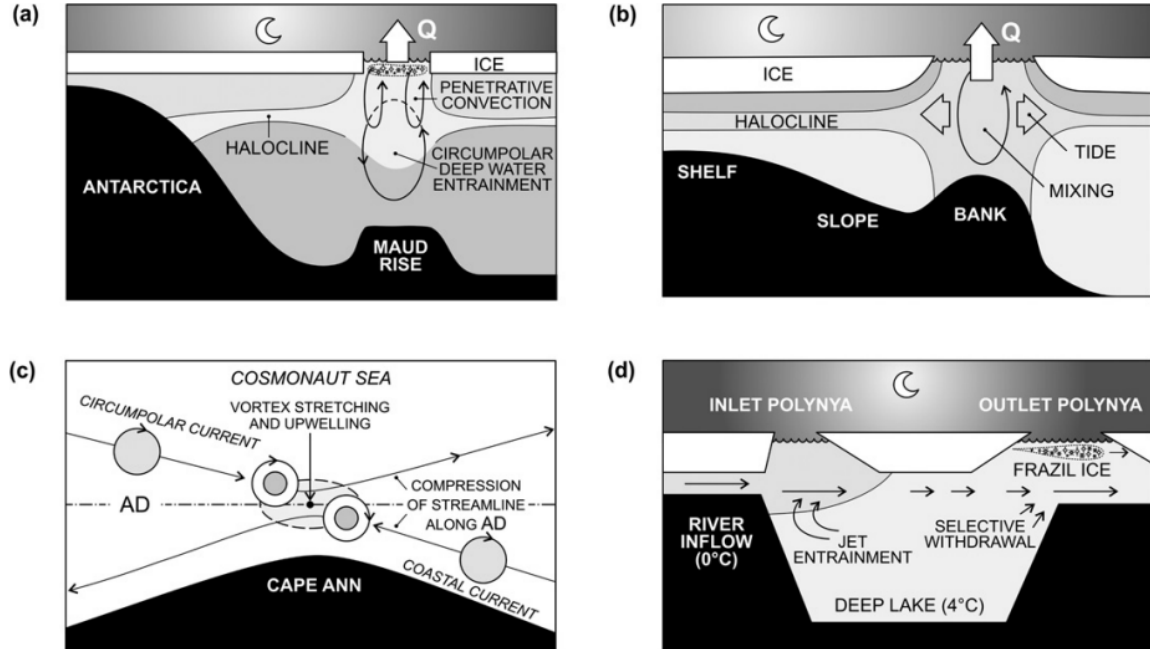 (a)
Q
ICE
PENETRATIVE
CONVECTION
HALOCLINE
CIRCUMPOLAR
DEEP WATER
ENTRAINMENT
ANTARCTICA
MAUD
RISE
(b)
Q
ICE
HALOCLINE
TIDE
SHELF
MIXING
SLOPE
BANK
(c)
COSMONAUT SEA
VORTEX STRETCHING
AND UPWELLING
CIRCUMPOLAR CURRENT
AD
COMPRESSION
OF STREAMLINE
ALONG AD
CAPE ANN
COASTAL CURRENT
(d)
INLET POLYNYA
OUTLET POLYNYA
FRAZIL ICE
RIVER
INFLOW
(0°C)
JET
ENTRAINMENT
SELECTIVE
WITHDRAWAL
DEEP LAKE (4°C)